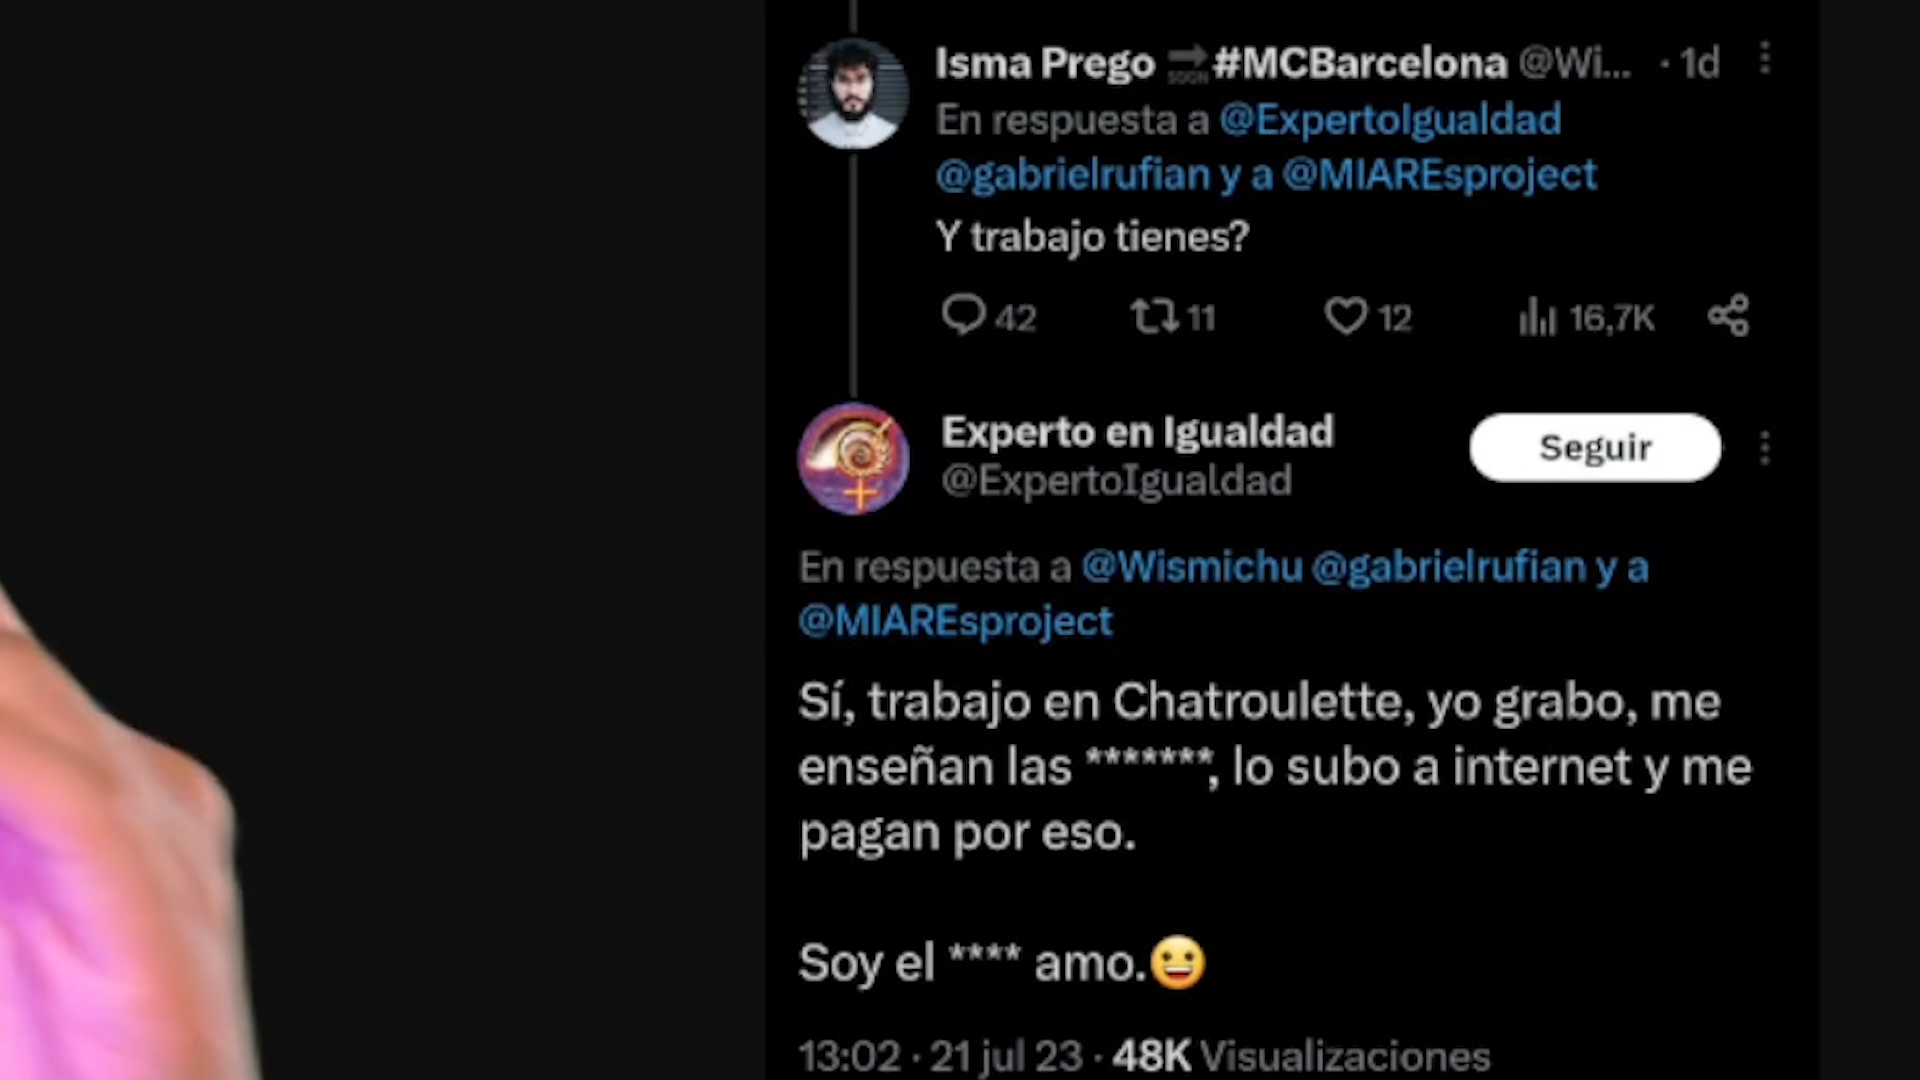 Isma Prego SOON #MCBarcelona @Wi... · 1d
En respuesta a @ExpertoIgualdad
@gabrielrufian y a @MIAREsproject
Y trabajo tienes?
42 11 12 16,7K
Experto en Igualdad Seguir
@ExpertoIgualdad
En respuesta a @Wismichu @gabrielrufian y a
@MIAREsproject
Sí, trabajo en Chatroulette, yo grabo, me
enseñan las *******, lo subo a internet y me
pagan por eso.
Soy el **** amo.
13:02 · 21 jul 23 · 48K Visualizaciones